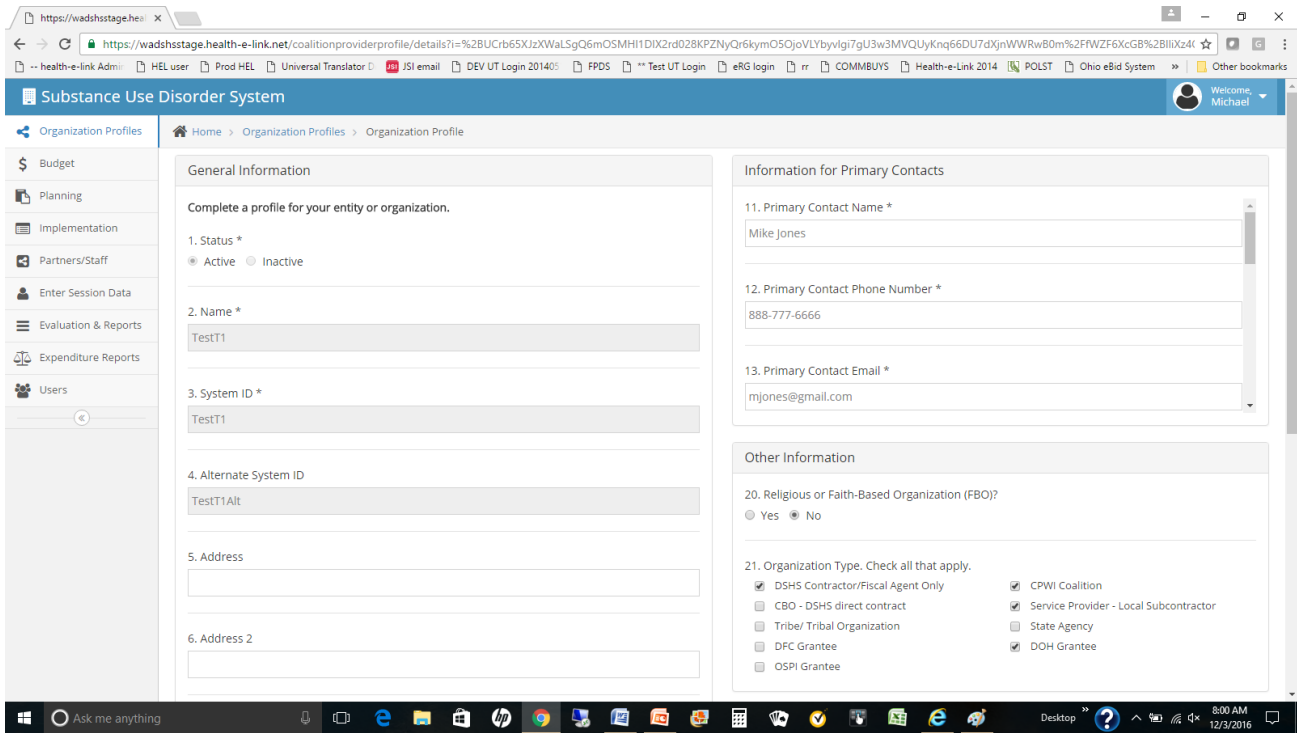 https://wadshsstage.heal
https://wadshsstage.health-e-link.net/coalitionproviderprofile/details?i=%2BUCrb65XJzXWaLSgQ6mOSMHI1DIX2rd028KPZNyQr6kymO5OjoVLYbyvIgi7gU3w3MVQUyKnq66DU7dXjnWWRwB0m%2FfWZF6XcGB%2BIIiXz4
-- health-e-link Admin HEL user Prod HEL Universal Translator D JSI JSI email DEV UT Login 201405 FPDS ** Test UT Login eRG login rr COMMBUYS Health-e-Link 2014 POLST Ohio eBid System » Other bookmarks
Substance Use Disorder System
Welcome,
Michael
Organization Profiles
Budget
Planning
Implementation
Partners/Staff
Enter Session Data
Evaluation & Reports
Expenditure Reports
Users
Home > Organization Profiles > Organization Profile
General Information
Complete a profile for your entity or organization.
1. Status *
Active Inactive
2. Name *
TestT1
3. System ID *
TestT1
4. Alternate System ID
TestT1Alt
5. Address
6. Address 2
Information for Primary Contacts
11. Primary Contact Name *
Mike Jones
12. Primary Contact Phone Number *
888-777-6666
13. Primary Contact Email *
mjones@gmail.com
Other Information
20. Religious or Faith-Based Organization (FBO)?
Yes No
21. Organization Type. Check all that apply.
DSHS Contractor/Fiscal Agent Only CPWI Coalition
CBO - DSHS direct contract Service Provider - Local Subcontractor
Tribe/ Tribal Organization State Agency
DFC Grantee DOH Grantee
OSPI Grantee
Ask me anything
Desktop »
8:00 AM
12/3/2016